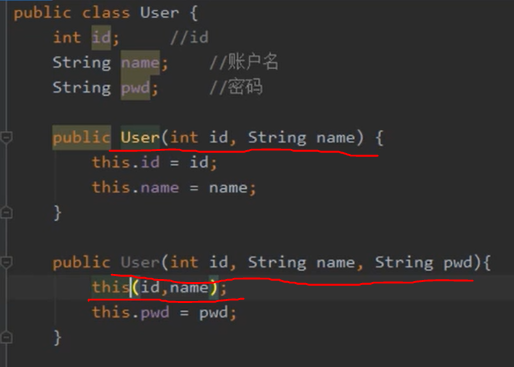 public class User {
int id; //id
String name; //账户名
String pwd; //密码
public User(int id, String name) {
this.id = id;
this.name = name;
}
public User(int id, String name, String pwd){
this(id,name);
this.pwd = pwd;
}